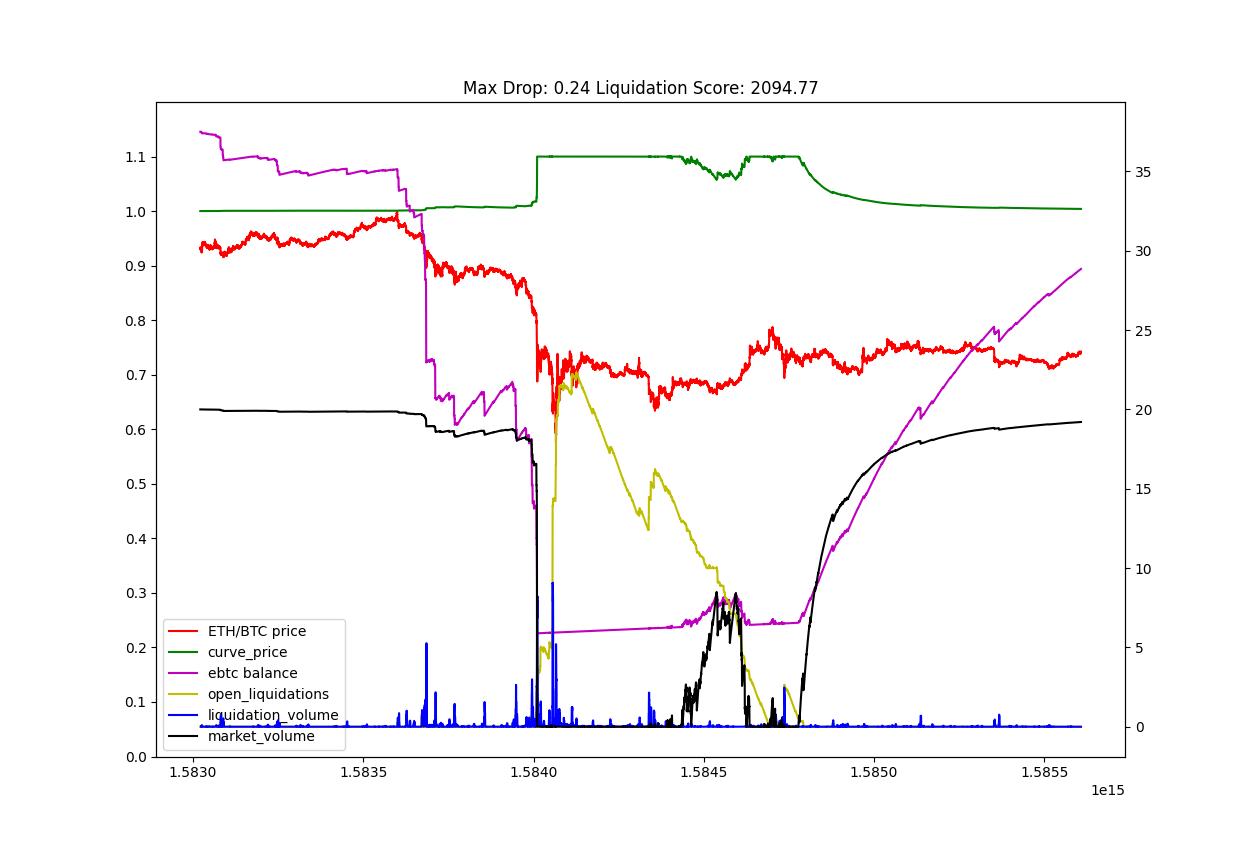 Max Drop: 0.24 Liquidation Score: 2094.77
1.1
1.0
0.9
0.8
0.7
0.6
0.5
0.4
0.3
0.2
0.1
0.0
35
30
25
20
15
10
5
0
ETH/BTC price
curve_price
ebtc balance
open_liquidations
liquidation_volume
market_volume
1.5830 1.5835 1.5840 1.5845 1.5850 1.5855
1e15